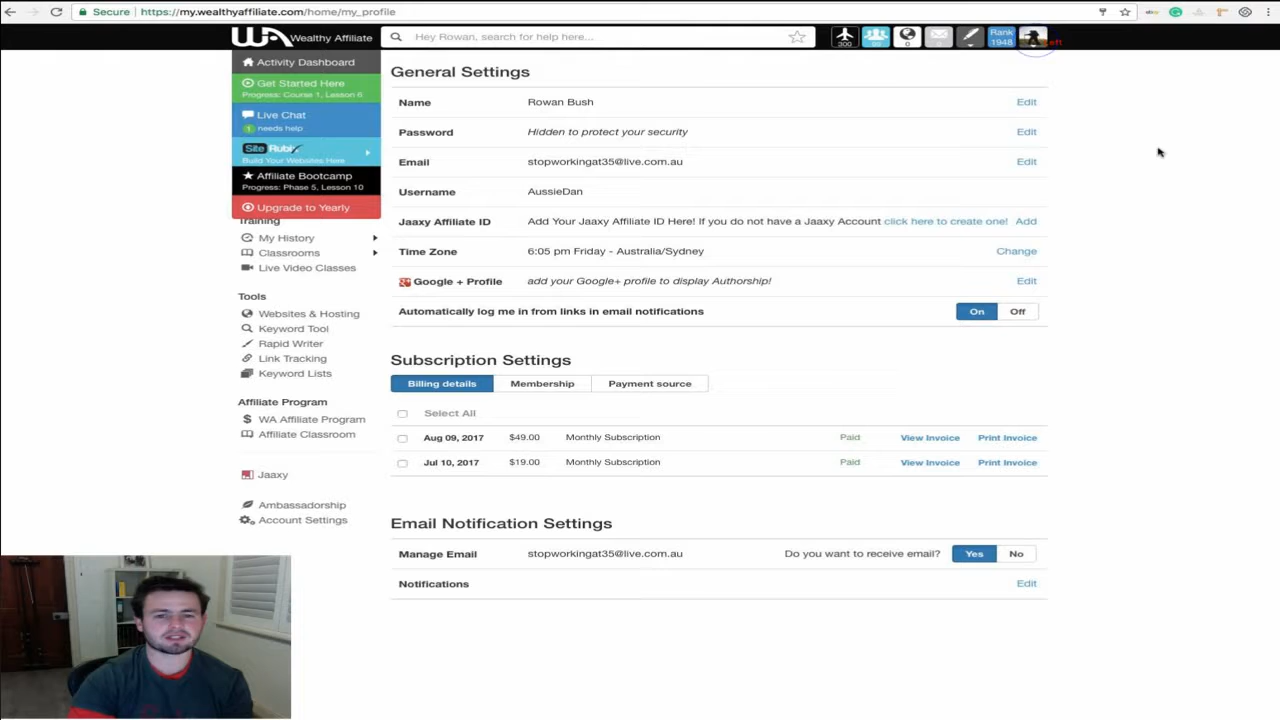 Secure https://my.wealthyaffiliate.com/home/my_profile
WA Wealthy Affiliate
Hey Rowan, search for help here...
300
99
0
0
Rank
1948
Activity Dashboard
Get Started Here
Progress: Course 1, Lesson 6
Live Chat
1 needs help
Site Rubix
Build Your Websites Here
Affiliate Bootcamp
Progress: Phase 5, Lesson 10
Upgrade to Yearly
Training
My History
Classrooms
Live Video Classes
Tools
Websites & Hosting
Keyword Tool
Rapid Writer
Link Tracking
Keyword Lists
Affiliate Program
WA Affiliate Program
Affiliate Classroom
Jaaxy
Ambassadorship
Account Settings
General Settings
Name Rowan Bush Edit
Password Hidden to protect your security Edit
Email stopworkingat35@live.com.au Edit
Username AussieDan
Jaaxy Affiliate ID Add Your Jaaxy Affiliate ID Here! If you do not have a Jaaxy Account click here to create one! Add
Time Zone 6:05 pm Friday - Australia/Sydney Change
Google + Profile add your Google+ profile to display Authorship! Edit
Automatically log me in from links in email notifications On Off
Subscription Settings
Billing details Membership Payment source
Select All
Aug 09, 2017 $49.00 Monthly Subscription Paid View Invoice Print Invoice
Jul 10, 2017 $19.00 Monthly Subscription Paid View Invoice Print Invoice
Email Notification Settings
Manage Email stopworkingat35@live.com.au Do you want to receive email? Yes No
Notifications Edit